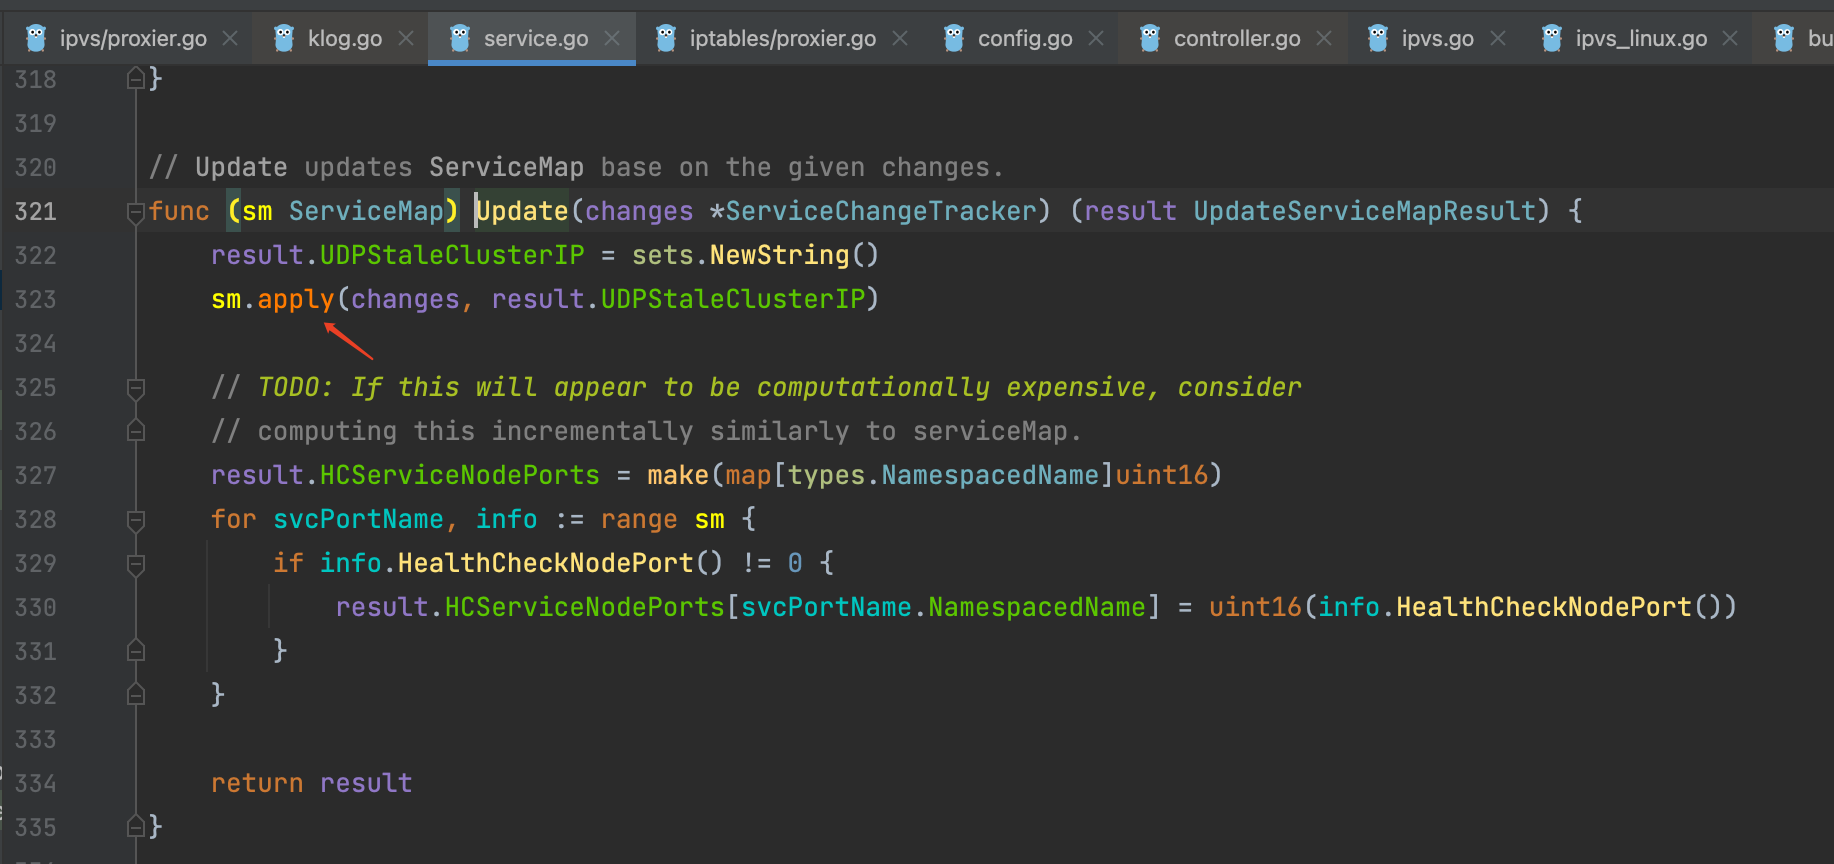 ipvs/proxier.go klog.go service.go iptables/proxier.go config.go controller.go ipvs.go ipvs_linux.go bu
318 }
319
320 // Update updates ServiceMap base on the given changes.
321 func (sm ServiceMap) Update(changes *ServiceChangeTracker) (result UpdateServiceMapResult) {
322 result.UDPStaleClusterIP = sets.NewString()
323 sm.apply(changes, result.UDPStaleClusterIP)
324
325 // TODO: If this will appear to be computationally expensive, consider
326 // computing this incrementally similarly to serviceMap.
327 result.HCServiceNodePorts = make(map[types.NamespacedName]uint16)
328 for svcPortName, info := range sm {
329 if info.HealthCheckNodePort() != 0 {
330 result.HCServiceNodePorts[svcPortName.NamespacedName] = uint16(info.HealthCheckNodePort())
331 }
332 }
333
334 return result
335 }